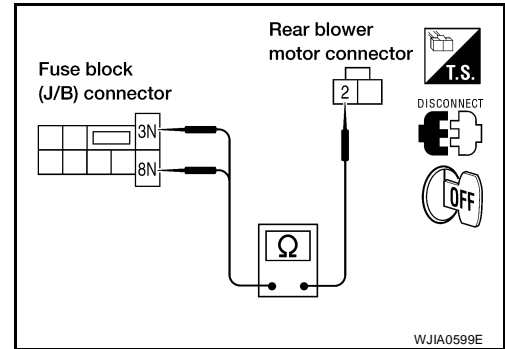 Rear blower
motor connector
Fuse block
(J/B) connector
T.S.
DISCONNECT
2
3N
8N
OFF
Ω
WJIA0599E